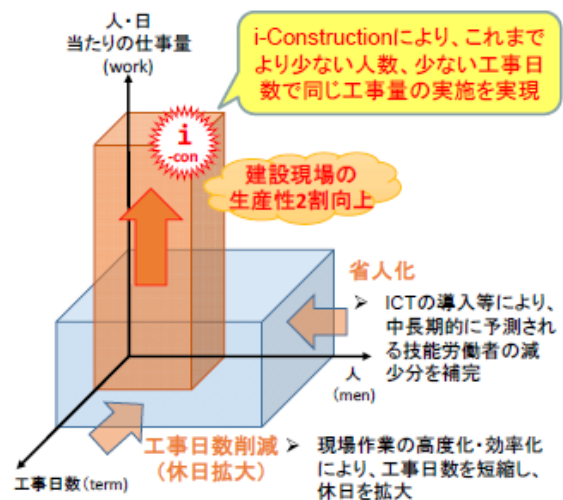 人・日
当たりの仕事量
(work)
i-Constructionにより、これまで
より少ない人数、少ない工事日
数で同じ工事量の実施を実現
i
-con
建設現場の
生産性2割向上
省人化
➢ ICTの導入等により、
中長期的に予測され
る技能労働者の減
少分を補完
人
(men)
工事日数削減
(休日拡大)
➢ 現場作業の高度化・効率化
により、工事日数を短縮し、
休日を拡大
工事日数(term)